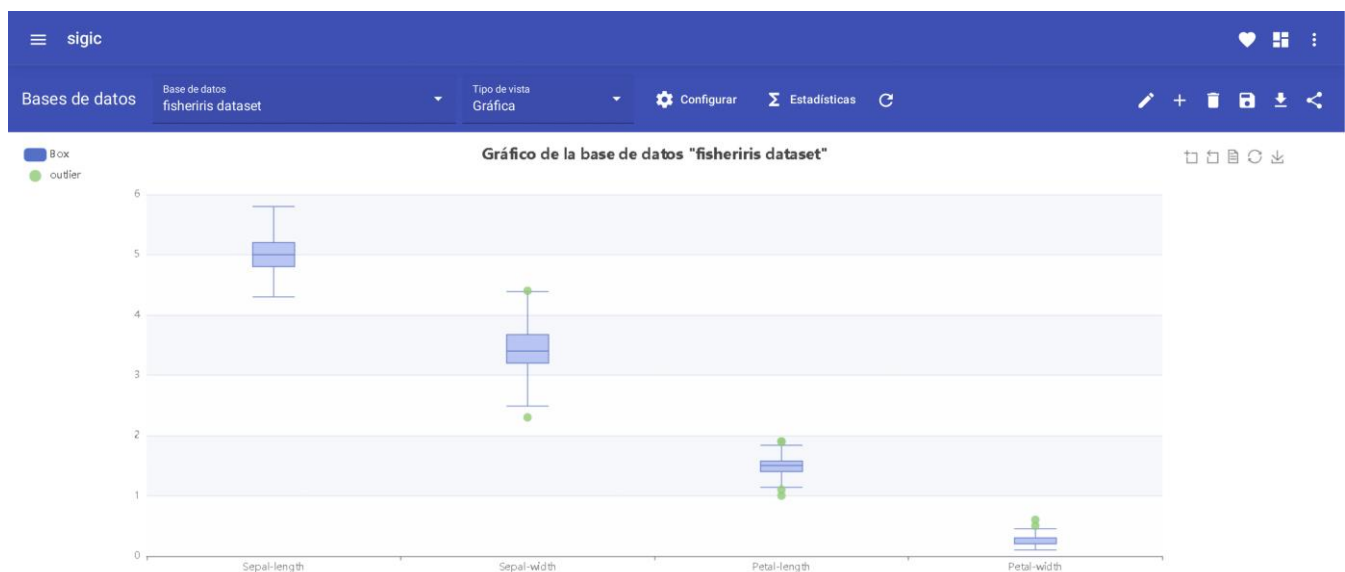 sigic
Bases de datos
Base de datos
fisheriris dataset
Tipo de vista
Gráfica
Configurar
Σ Estadísticas
Box
outlier
Gráfico de la base de datos "fisheriris dataset"
6
5
4
3
2
1
0
Sepal-length
Sepal-width
Petal-length
Petal-width